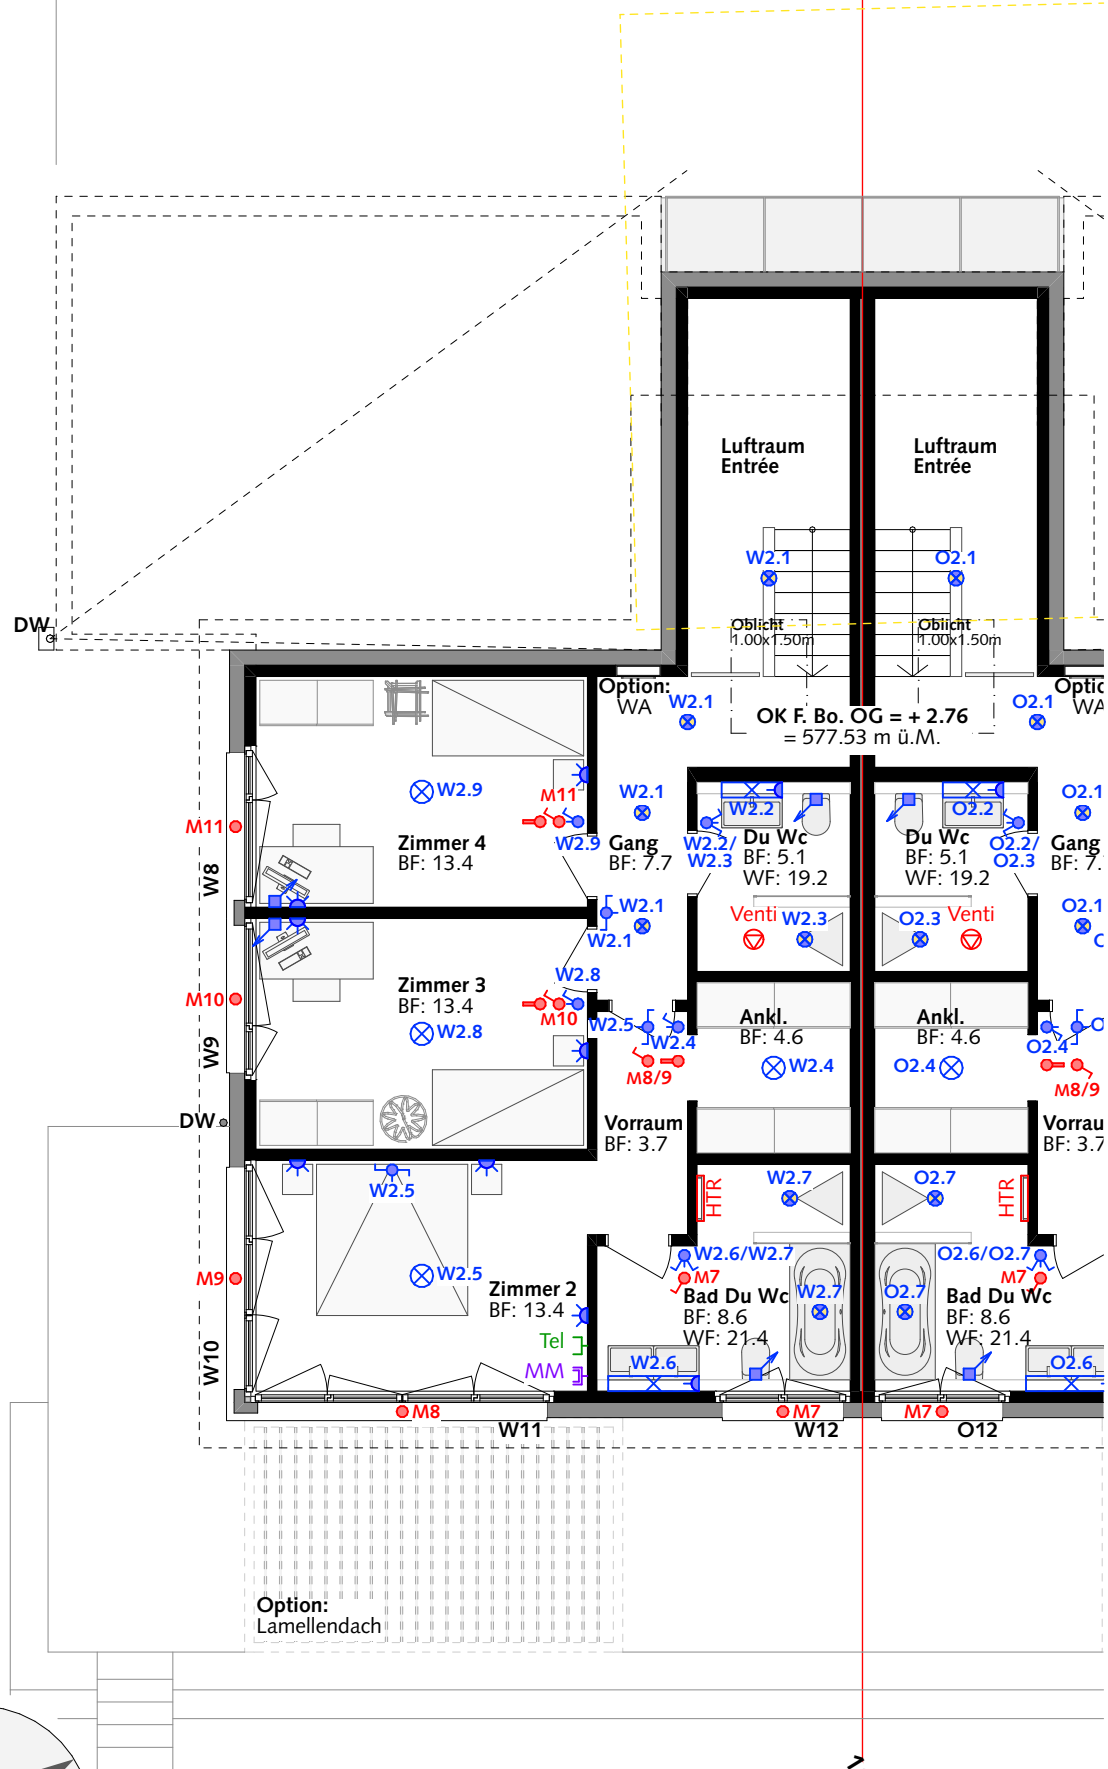 Luftraum
Entrée
Luftraum
Entrée
W2.1
O2.1
DW
Oblicht
1.00x1.50m
Oblicht
1.00x1.50m
Option:
WA
W2.1
OK F. Bo. OG = + 2.76
= 577.53 m ü.M.
O2.1
WA
W2.9
M11
W2.1
W2.2
O2.2
O2.1
M11
Zimmer 4
BF: 13.4
W2.9
Gang
BF: 7.7
W2.2/
W2.3
Du Wc
BF: 5.1
WF: 19.2
Du Wc
BF: 5.1
WF: 19.2
O2.2/
O2.3
Gang
W8
W2.1
Venti
W2.3
O2.3
Venti
O2.1
W2.1
W2.8
Zimmer 3
BF: 13.4
M10
M10
W2.8
W2.5
W2.4
Ankl.
BF: 4.6
Ankl.
BF: 4.6
O2.4
W9
M8/9
W2.4
O2.4
M8/9
DW
Vorraum
BF: 3.7
BF: 3.7
W2.5
W2.7
O2.7
HTR
HTR
W2.6/W2.7
O2.6/O2.7
M9
W2.5
M7
M7
Zimmer 2
BF: 13.4
Bad Du Wc
BF: 8.6
WF: 21.4
W2.7
O2.7
Bad Du Wc
BF: 8.6
WF: 21.4
Tel
W10
MM
W2.6
O2.6
M8
M7
M7
W11
W12
O12
Option:
Lamellendach